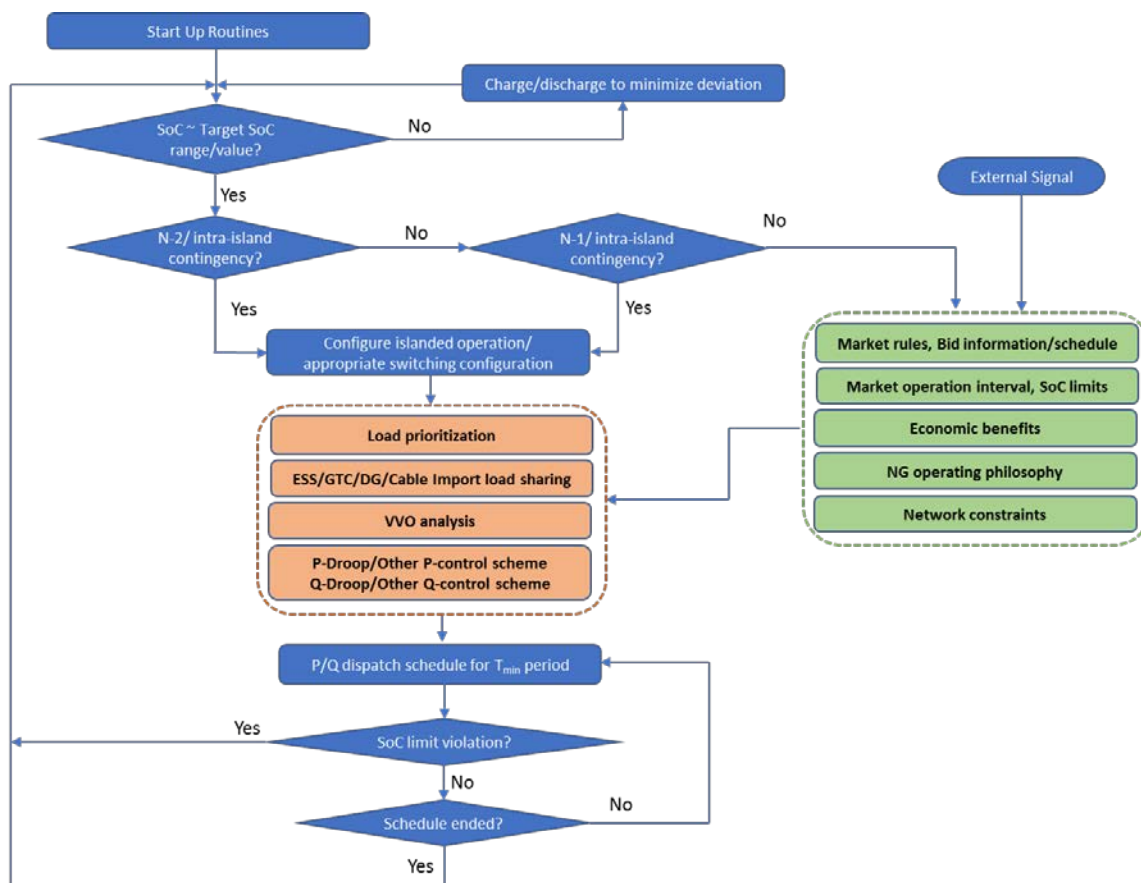 Start Up Routines
Charge/discharge to minimize deviation
SoC ~ Target SoC
range/value?
No
Yes
External Signal
N-2/ intra-island
contingency?
No
N-1/ intra-island
contingency?
No
Yes
Yes
Configure islanded operation/
appropriate switching configuration
Market rules, Bid information/schedule
Market operation interval, SoC limits
Economic benefits
NG operating philosophy
Network constraints
Load prioritization
ESS/GTC/DG/Cable Import load sharing
VVO analysis
P-Droop/Other P-control scheme
Q-Droop/Other Q-control scheme
P/Q dispatch schedule for Tmin period
Yes
SoC limit violation?
No
Schedule ended?
No
Yes